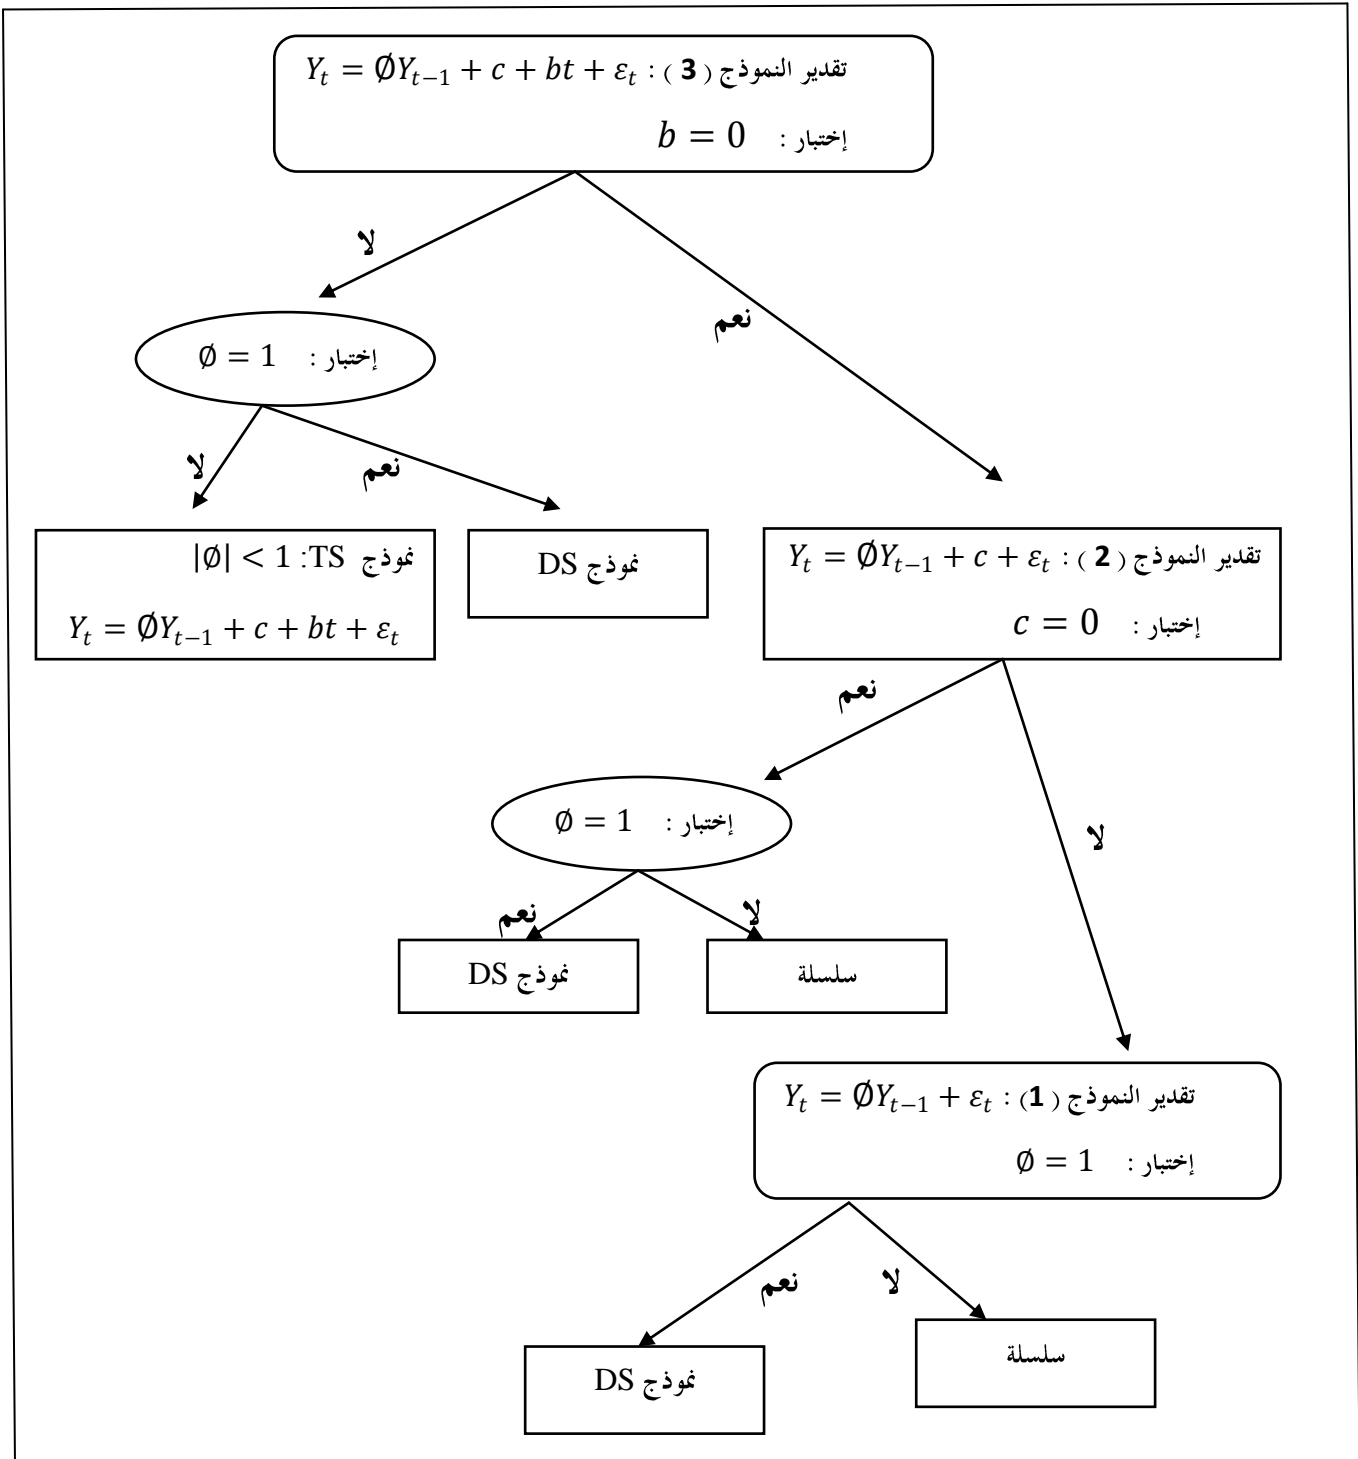 تقدير النموذج ( 3 ) : Yₜ = ∅Yₜ₋₁ + c + bt + εₜ
إختبار : b = 0
لا
نعم
إختبار : ∅ = 1
لا
نعم
نموذج TS: |∅| < 1
Yₜ = ∅Yₜ₋₁ + c + bt + εₜ
نموذج DS
تقدير النموذج ( 2 ) : Yₜ = ∅Yₜ₋₁ + c + εₜ
إختبار : c = 0
نعم
لا
إختبار : ∅ = 1
نعم
لا
نموذج DS
سلسلة
تقدير النموذج ( 1 ) : Yₜ = ∅Yₜ₋₁ + εₜ
إختبار : ∅ = 1
نعم
لا
نموذج DS
سلسلة